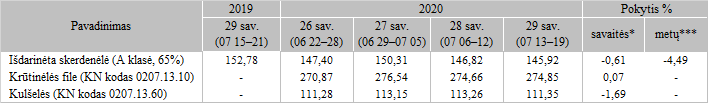 Pavadinimas 2019 2020 Pokytis %
29 sav. (07 15–21) 26 sav. (06 22–28) 27 sav. (06 29–07 05) 28 sav. (07 06–12) 29 sav. (07 13–19) savaitės* metų***
Išdarinėta skerdenėlė (A klasė, 65%) 152,78 147,40 150,31 146,82 145,92 -0,61 -4,49
Krūtinėlės file (KN kodas 0207.13.10) - 270,87 276,54 274,66 274,85 0,07 -
Kulšelės (KN kodas 0207.13.60) - 111,28 113,15 113,26 111,35 -1,69 -